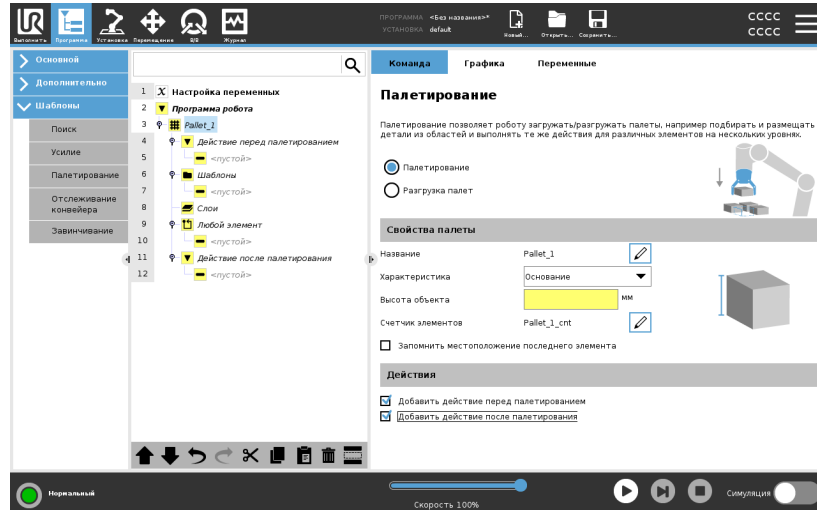 UR
Выполнить Программа Установка Перемещение В/В Журнал
ПРОГРАММА <Без названия>*
УСТАНОВКА default
Новый... Открыть... Сохранить...
cccc
cccc
Основной
Дополнительно
Шаблоны
Поиск
Усилие
Палетирование
Отслеживание
конвейера
Завинчивание
1 X Настройка переменных
2 Программа робота
3 Pallet_1
4 Действие перед палетированием
5 <пустой>
6 Шаблоны
7 <пустой>
8 Слои
9 Любой элемент
10 <пустой>
11 Действие после палетирования
12 <пустой>
Команда Графика Переменные
Палетирование
Палетирование позволяет роботу загружать/разгружать палеты, например подбирать и размещать
детали из областей и выполнять те же действия для различных элементов на нескольких уровнях.
Палетирование
Разгрузка палет
Свойства палеты
Название Pallet_1
Характеристика Основание
Высота объекта мм
Счетчик элементов Pallet_1_cnt
Запомнить местоположение последнего элемента
Действия
Добавить действие перед палетированием
Добавить действие после палетирования
Нормальный
Скорость 100%
Симуляция